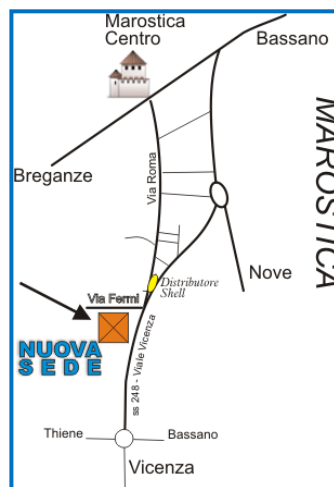 Marostica
Centro
Bassano
MAROSTICA
Breganze
Via Roma
Nove
Distributore
Shell
Via Fermi
NUOVA
SEDE
ss 248 - Viale Vicenza
Thiene
Bassano
Vicenza